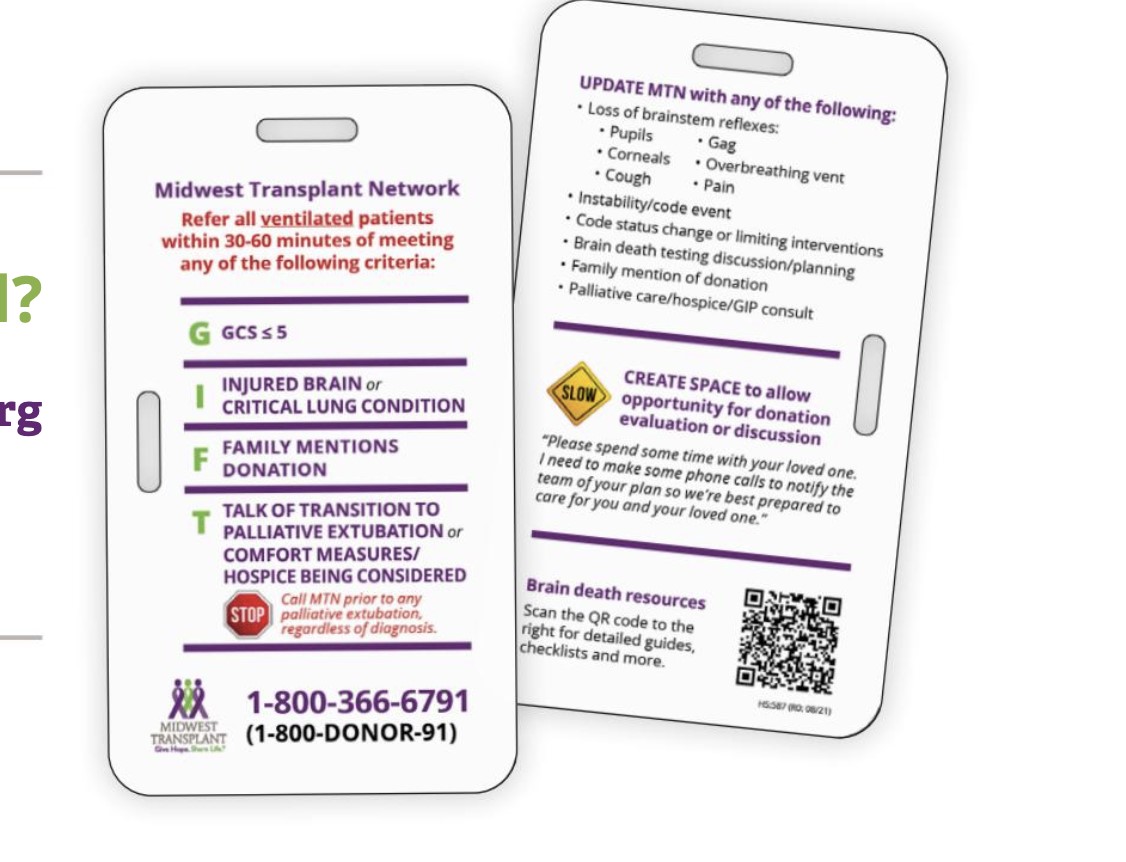 l?
rg
Midwest Transplant Network
Refer all ventilated patients
within 30-60 minutes of meeting
any of the following criteria:
G GCS ≤ 5
I INJURED BRAIN or
CRITICAL LUNG CONDITION
F FAMILY MENTIONS
DONATION
T TALK OF TRANSITION TO
PALLIATIVE EXTUBATION or
COMFORT MEASURES/
HOSPICE BEING CONSIDERED
STOP
Call MTN prior to any
palliative extubation,
regardless of diagnosis.
MIDWEST
TRANSPLANT
Give Hope. Share Life.®
1-800-366-6791
(1-800-DONOR-91)
UPDATE MTN with any of the following:
• Loss of brainstem reflexes:
• Pupils • Gag
• Corneals • Overbreathing vent
• Cough • Pain
• Instability/code event
• Code status change or limiting interventions
• Brain death testing discussion/planning
• Family mention of donation
• Palliative care/hospice/GIP consult
SLOW
CREATE SPACE to allow
opportunity for donation
evaluation or discussion
“Please spend some time with your loved one.
I need to make some phone calls to notify the
team of your plan so we’re best prepared to
care for you and your loved one.”
Brain death resources
Scan the QR code to the
right for detailed guides,
checklists and more.
HS:587 (R0; 08/21)